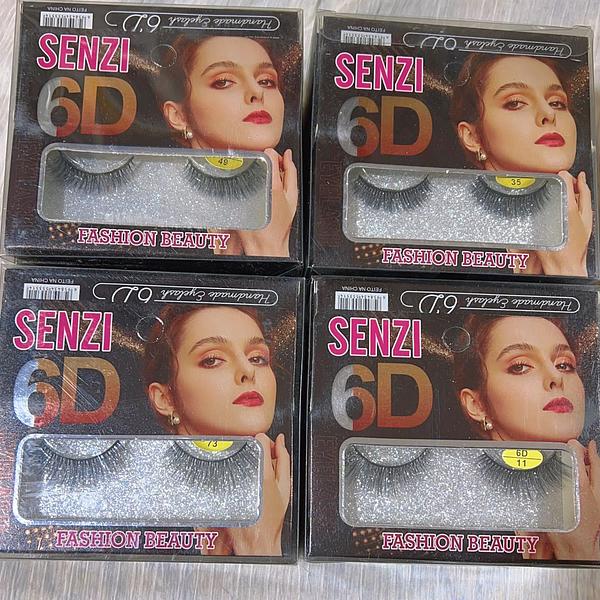 FEITO NA CHINA
Handmade Eyelash 6D
SENZI
6D
49
FASHION BEAUTY
FEITO NA CHINA
Handmade Eyelash 6D
SENZI
6D
35
FASHION BEAUTY
FEITO NA CHINA
Handmade Eyelash 6D
SENZI
6D
73
FASHION BEAUTY
FEITO NA CHINA
Handmade Eyelash 6D
SENZI
6D
6D
11
FASHION BEAUTY